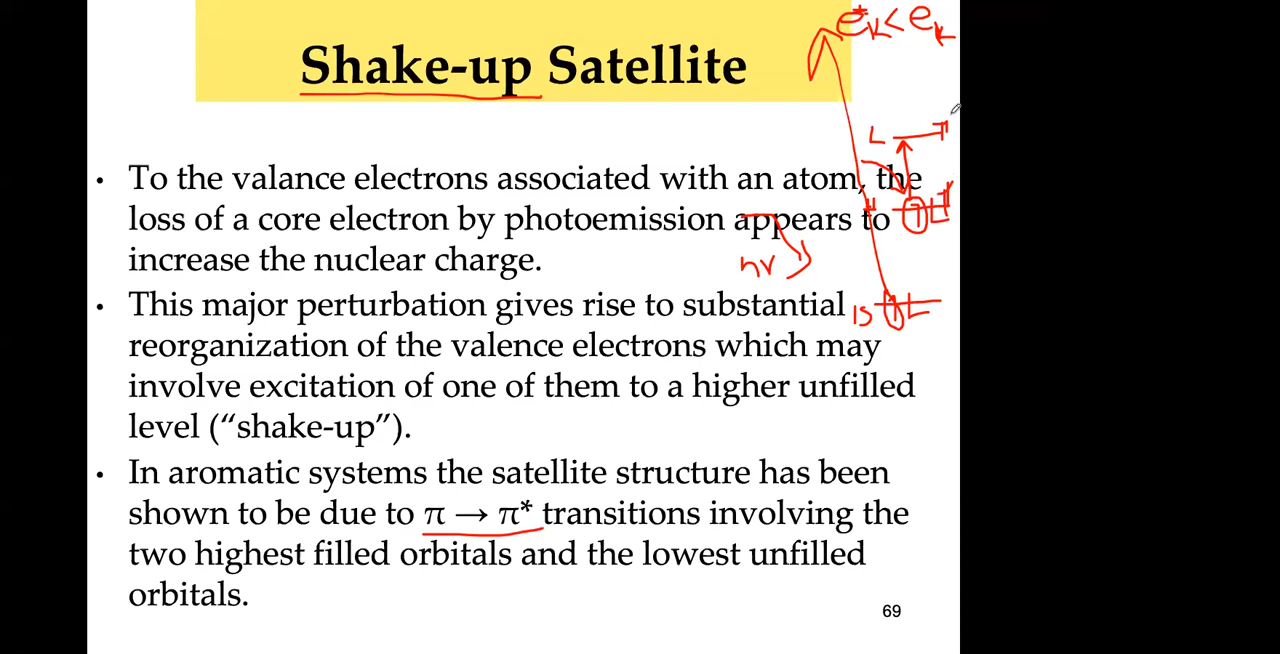 Shake-up Satellite
e*k < ek
• To the valance electrons associated with an atom, the
loss of a core electron by photoemission appears to
increase the nuclear charge.
hν
• This major perturbation gives rise to substantial
1s
reorganization of the valence electrons which may
involve excitation of one of them to a higher unfilled
level (“shake-up”).
• In aromatic systems the satellite structure has been
shown to be due to π → π* transitions involving the
two highest filled orbitals and the lowest unfilled
orbitals.
69